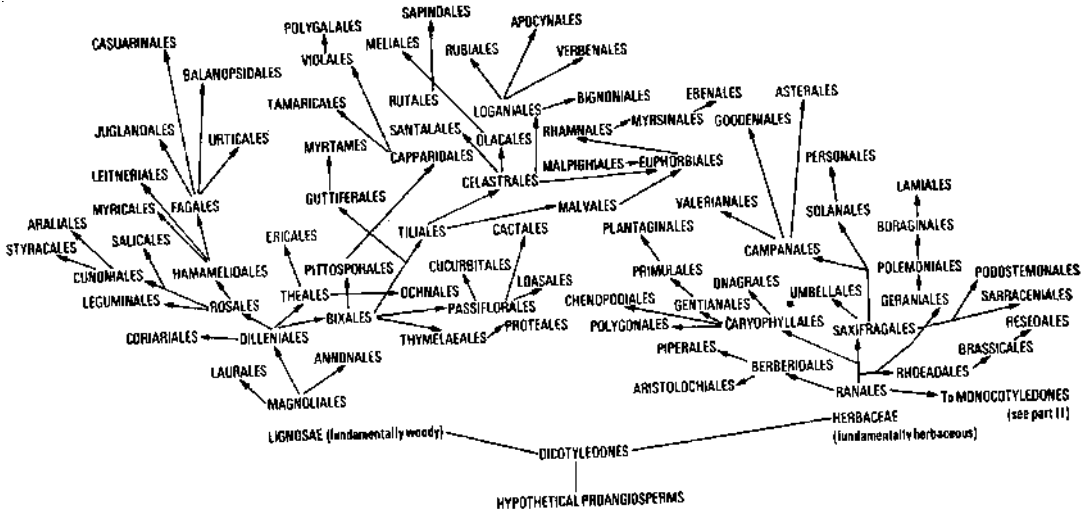 SAPINDALES
APOCYNALES
POLYGALALES
CASUARINALES
MELIALES
RUBIALES
VERBENALES
VIOLALES
BALANOPSIDALES
TAMARICALES
RUTALES
BIGNONIALES
EBENALES
ASTERALES
LOGANIALES
GOODENIALES
MYRSINALES
JUGLANDALES
URTICALES
SANTALALES
OLACALES
RHAMNALES
MYRTAMES
CAPPARIDALES
MALPIGHIALES
EUPHORBIALES
PERSONALES
LEITNERIALES
CELASTRALES
LAMIALES
GUTTIFERALES
MYRICALES
FAGALES
MALVALES
VALERIANALES
SOLANALES
ARALIALES
BORAGINALES
STYRACALES
SALICALES
ERICALES
TILIALES
CACTALES
PLANTAGINALES
CAMPANALES
CUNONIALES
HAMAMELIDALES
PITTOSPORALES
CUCURBITALES
PRIMULALES
POLEMONIALES
PODOSTEMONALES
LOASALES
ONAGRALES
UMBELLALES
LEGUMINALES
ROSALES
THEALES
OCHNALES
PASSIFLORALES
CHENOPODIALES
GENTIANALES
GERANIALES
SARRACENIALES
BIXALES
PROTEALES
POLYGONALES
CARYOPHYLLALES
SAXIFRAGALES
RESEDALES
CORIARIALES
DILLENIALES
THYMELAEALES
PIPERALES
BRASSICALES
ANNONALES
BERBERIDALES
RHOEADALES
LAURALES
ARISTOLOCHIALES
RANALES
To MONOCOTYLEDONES
(see part II)
MAGNOLIALES
HERBACEAE
(fundamentally herbaceous)
LIGNOSAE (fundamentally woody)
DICOTYLEDONES
HYPOTHETICAL PROANGIOSPERMS